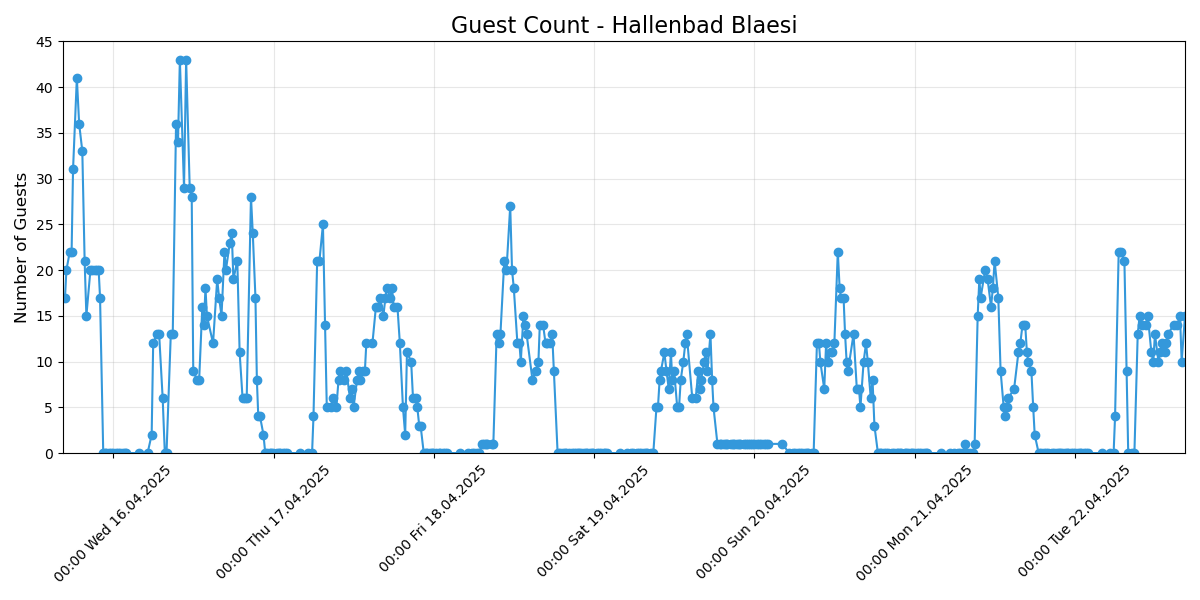 Guest Count - Hallenbad Blaesi
Number of Guests
45
40
35
30
25
20
15
10
5
0
00:00 Wed 16.04.2025
00:00 Thu 17.04.2025
00:00 Fri 18.04.2025
00:00 Sat 19.04.2025
00:00 Sun 20.04.2025
00:00 Mon 21.04.2025
00:00 Tue 22.04.2025